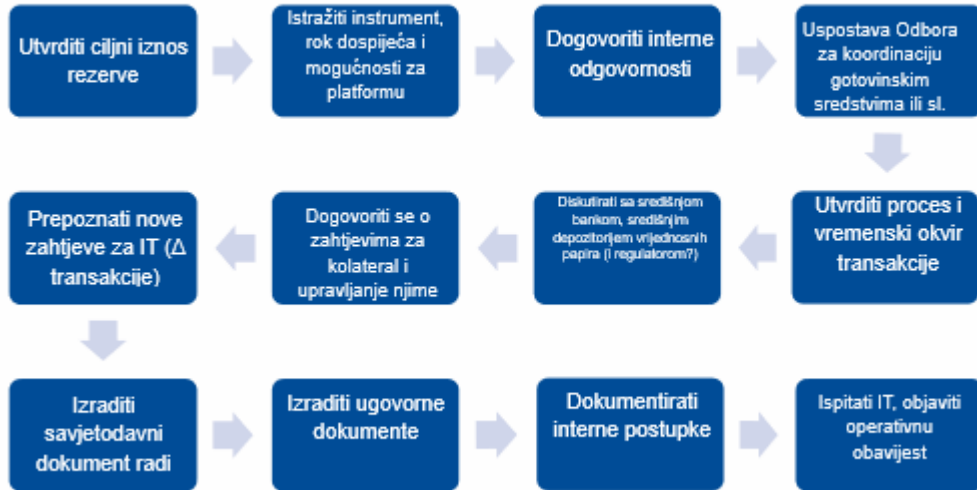 Utvrditi ciljni iznos
rezerve
Istražiti instrument,
rok dospijeća i
mogućnosti za
platformu
Dogovoriti interne
odgovornosti
Uspostava Odbora
za koordinaciju
gotovinskim
sredstvima ili sl.
Prepoznati nove
zahtjeve za IT (Δ
transakcije)
Dogovoriti se o
zahtjevima za
kolateral i
upravljanje njime
Diskutirati sa središnjom
bankom, središnjim
depozitorijem vrijednosnih
papira (i regulatorom?)
Utvrditi proces i
vremenski okvir
transakcije
Izraditi
savjetodavni
dokument radi
Izraditi ugovorne
dokumente
Dokumentirati
interne postupke
Ispitati IT, objaviti
operativnu
obavijest